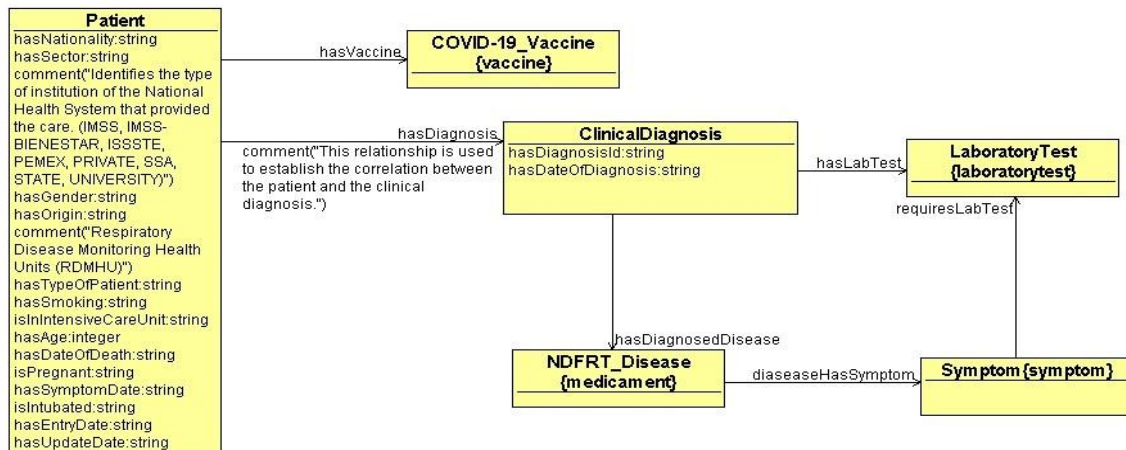 Patient
hasNationality:string
hasSector:string
comment("Identifies the type
of institution of the National
Health System that provided
the care. (IMSS, IMSS-
BIENESTAR, ISSSTE,
PEMEX, PRIVATE, SSA,
STATE, UNIVERSITY)")
hasGender:string
hasOrigin:string
comment("Respiratory
Disease Monitoring Health
Units (RDMHU)")
hasTypeOfPatient:string
hasSmoking:string
isInIntensiveCareUnit:string
hasAge:integer
hasDateOfDeath:string
isPregnant:string
hasSymptomDate:string
isIntubated:string
hasEntryDate:string
hasUpdateDate:string
hasVaccine
COVID-19_Vaccine
{vaccine}
hasDiagnosis
comment("This relationship is used
to establish the correlation between
the patient and the clinical
diagnosis.")
ClinicalDiagnosis
hasDiagnosisId:string
hasDateOfDiagnosis:string
hasLabTest
LaboratoryTest
{laboratorytest}
requiresLabTest
hasDiagnosedDisease
NDFRT_Disease
{medicament}
diaseaseHasSymptom
Symptom{symptom}